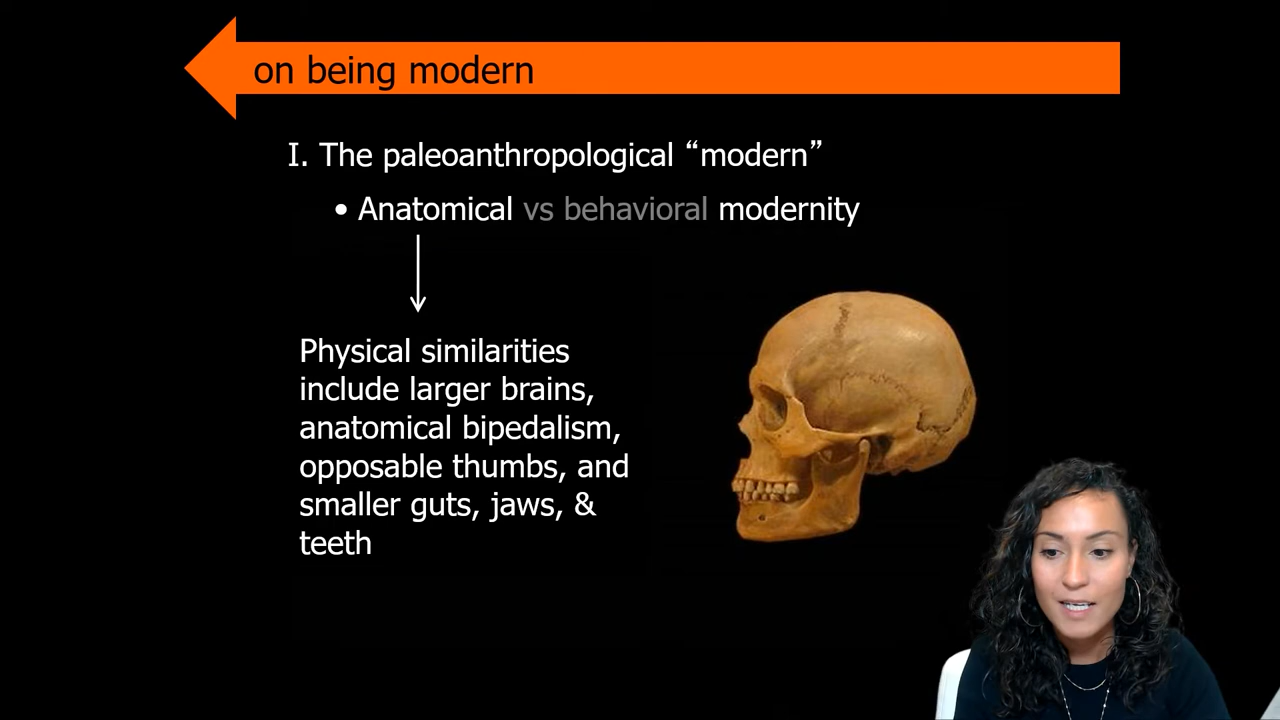 on being modern
I. The paleoanthropological “modern”
• Anatomical vs behavioral modernity
Physical similarities
include larger brains,
anatomical bipedalism,
opposable thumbs, and
smaller guts, jaws, &
teeth